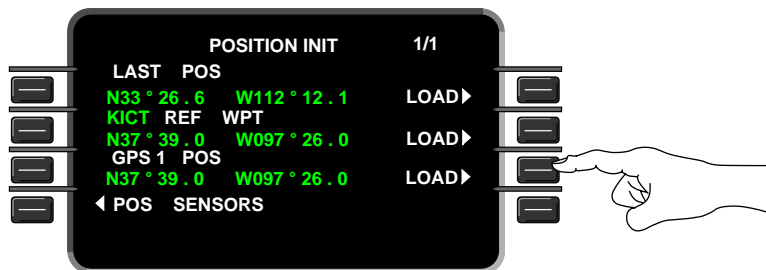 POSITION INIT 1/1
LAST POS
N33 ° 26 . 6 W112 ° 12 . 1 LOAD
KICT REF WPT
N37 ° 39 . 0 W097 ° 26 . 0 LOAD
GPS 1 POS
N37 ° 39 . 0 W097 ° 26 . 0 LOAD
POS SENSORS